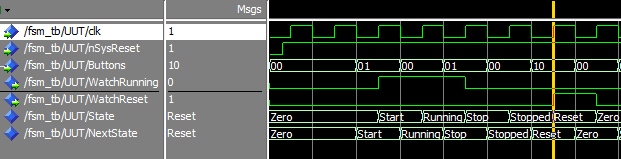 Msgs
/fsm_tb/UUT/clk 1
/fsm_tb/UUT/nSysReset 1
/fsm_tb/UUT/Buttons 10 00 01 00 01 00 10 00 00
/fsm_tb/UUT/WatchRunning 0
/fsm_tb/UUT/WatchReset 1
/fsm_tb/UUT/State Reset Zero Start Running Stop Stopped Reset Zero
/fsm_tb/UUT/NextState Reset Zero Start Running Stop Stopped Reset Zero